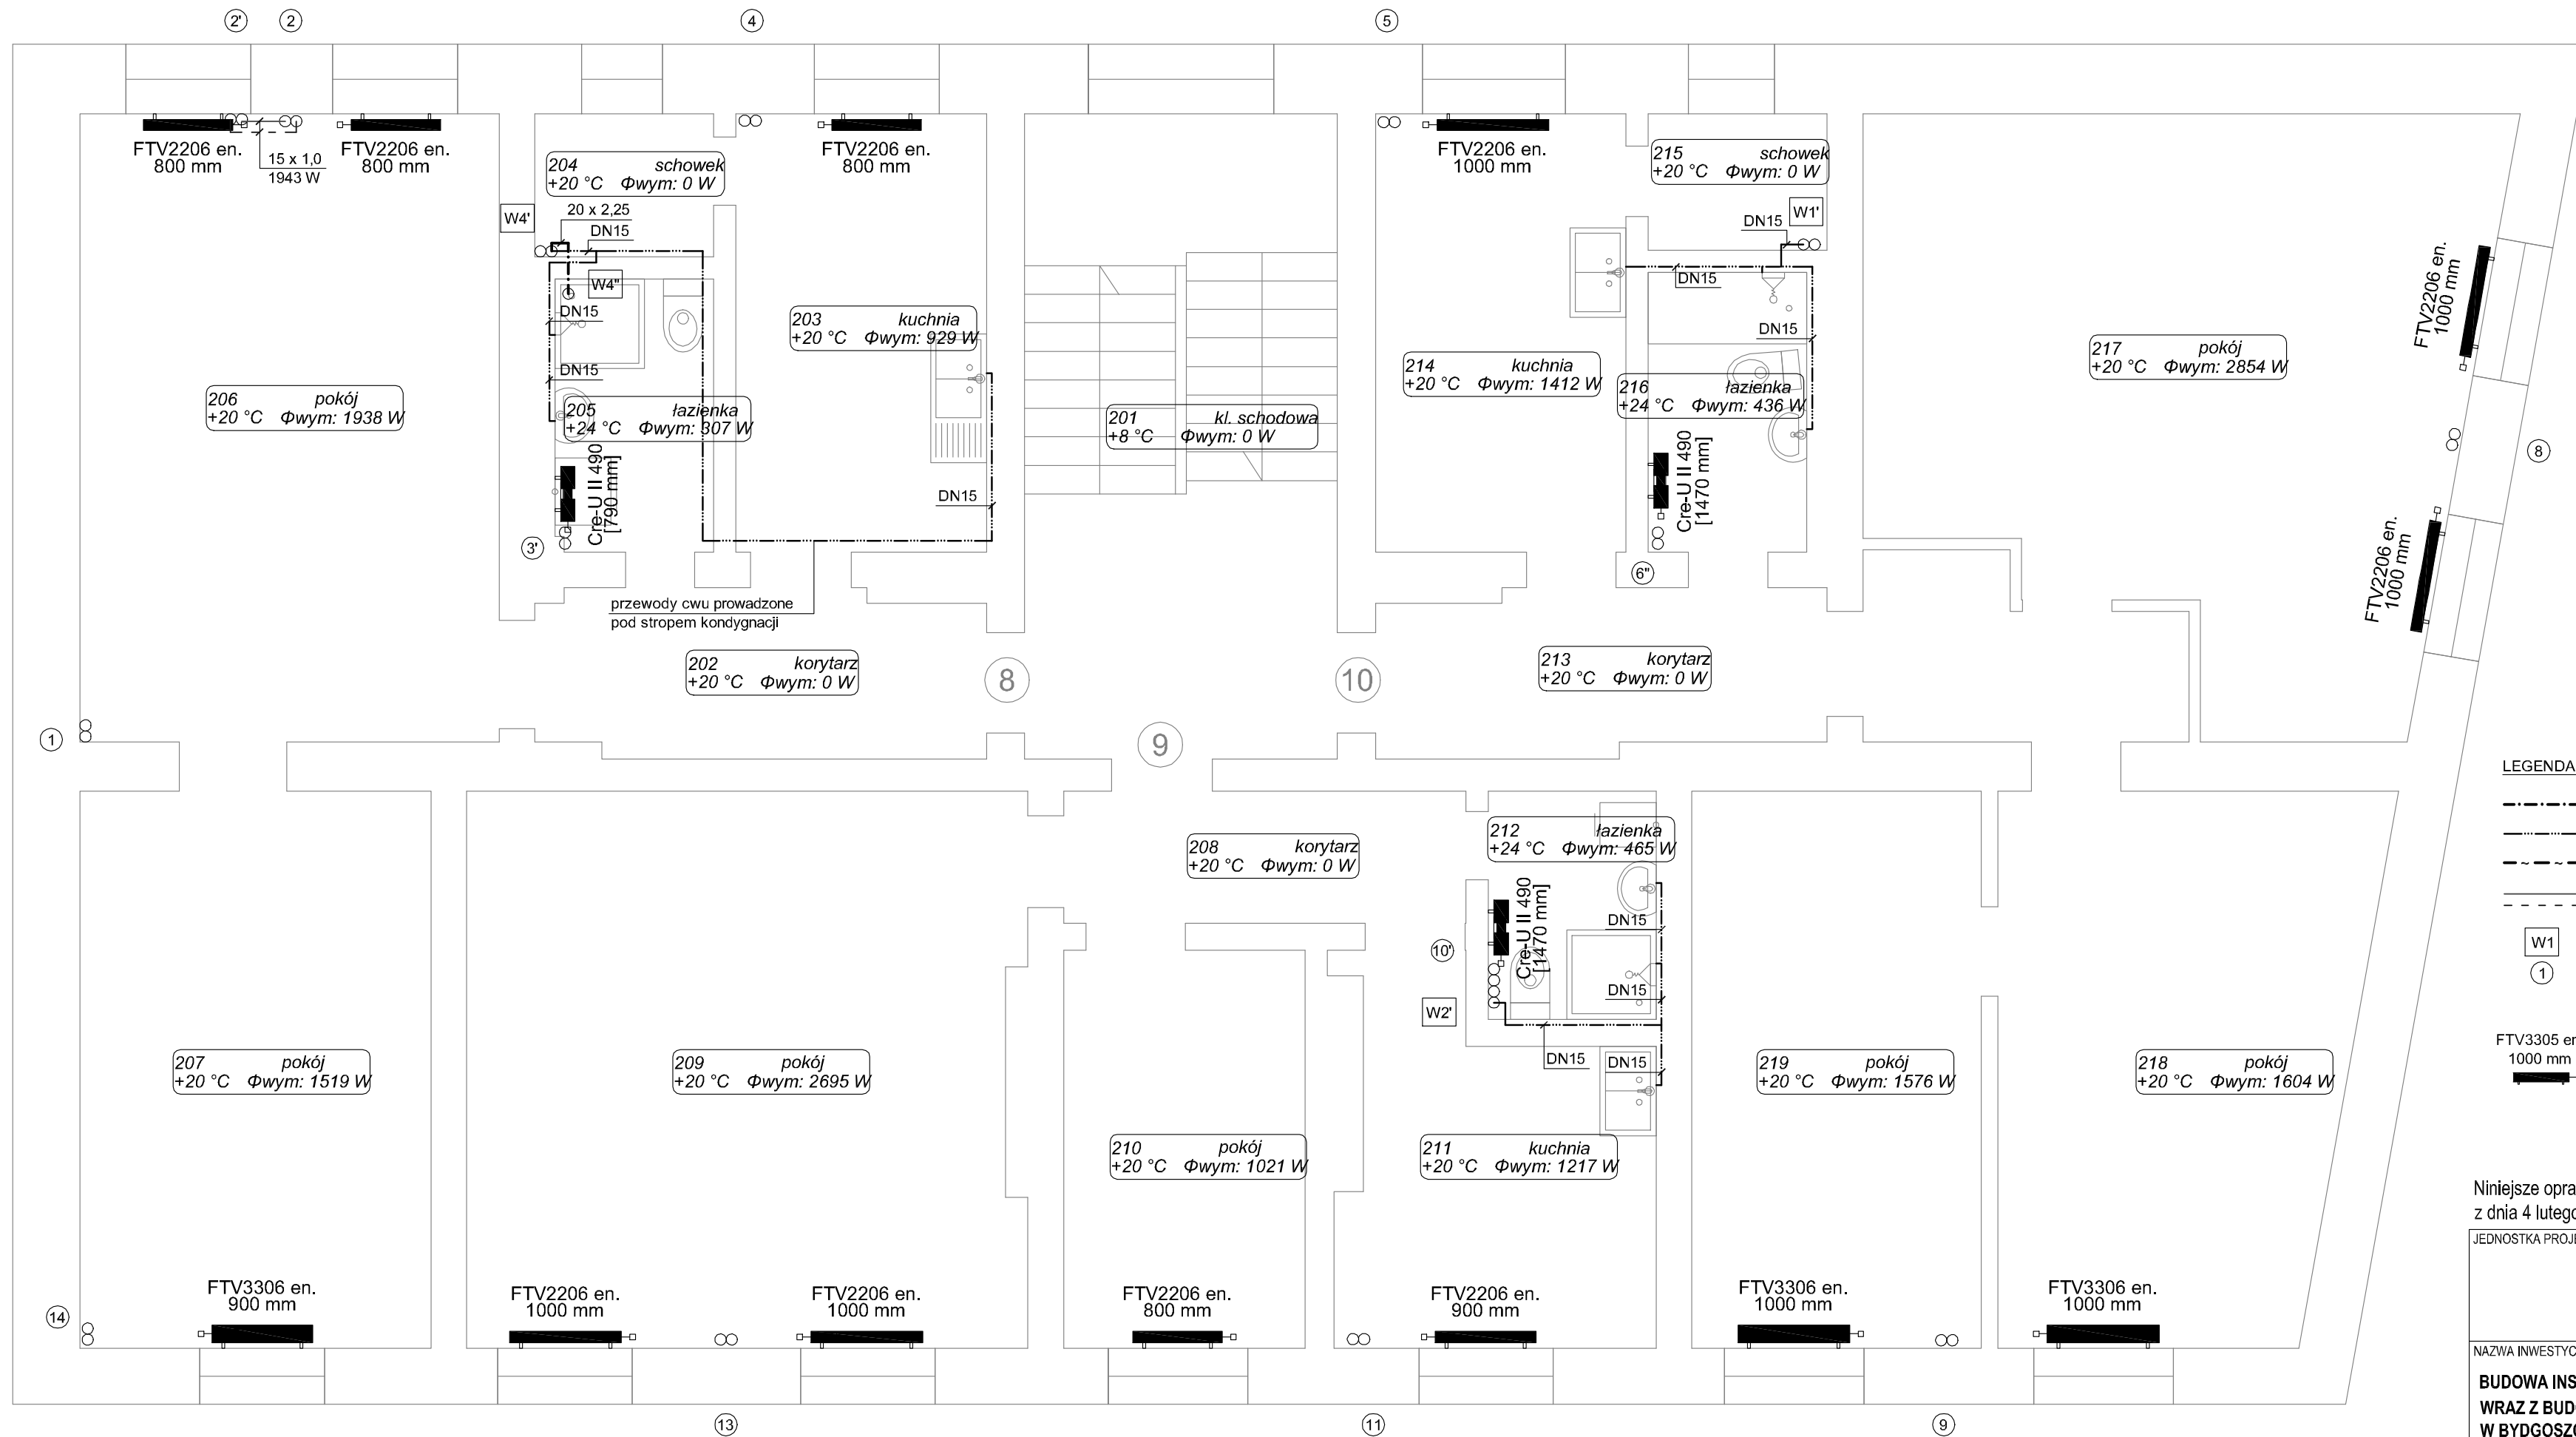 2'
2
4
5
FTV2206 en.
800 mm
15 x 1,0
1943 W
FTV2206 en.
800 mm
204 schowek
+20 °C Φwym: 0 W
FTV2206 en.
800 mm
FTV2206 en.
1000 mm
215 schowek
+20 °C Φwym: 0 W
W4'
20 x 2,25
DN15
W1'
DN15
W4"
DN15
DN15
DN15
203 kuchnia
+20 °C Φwym: 929 W
DN15
FTV2206 en.
1000 mm
217 pokój
+20 °C Φwym: 2854 W
214 kuchnia
+20 °C Φwym: 1412 W
216 łazienka
+24 °C Φwym: 436 W
206 pokój
+20 °C Φwym: 1938 W
205 łazienka
+24 °C Φwym: 307 W
201 kl. schodowa
+8 °C Φwym: 0 W
8
Cre-U II 490
[790 mm]
DN15
Cre-U II 490
[1470 mm]
FTV2206 en.
1000 mm
3'
6"
przewody cwu prowadzone
pod stropem kondygnacji
202 korytarz
+20 °C Φwym: 0 W
8
10
213 korytarz
+20 °C Φwym: 0 W
1
9
LEGENDA
208 korytarz
+20 °C Φwym: 0 W
212 łazienka
+24 °C Φwym: 465 W
Cre-U II 490
[1470 mm]
DN15
10'
W1
1
DN15
W2'
DN15
DN15
FTV3305 en
1000 mm
207 pokój
+20 °C Φwym: 1519 W
209 pokój
+20 °C Φwym: 2695 W
219 pokój
+20 °C Φwym: 1576 W
218 pokój
+20 °C Φwym: 1604 W
210 pokój
+20 °C Φwym: 1021 W
211 kuchnia
+20 °C Φwym: 1217 W
Niniejsze opra
z dnia 4 lutego
JEDNOSTKA PROJE
14
FTV3306 en.
900 mm
FTV2206 en.
1000 mm
FTV2206 en.
1000 mm
FTV2206 en.
800 mm
FTV2206 en.
900 mm
FTV3306 en.
1000 mm
FTV3306 en.
1000 mm
NAZWA INWESTYC
BUDOWA INS
WRAZ Z BUD
W BYDGOSZ
13
11
9